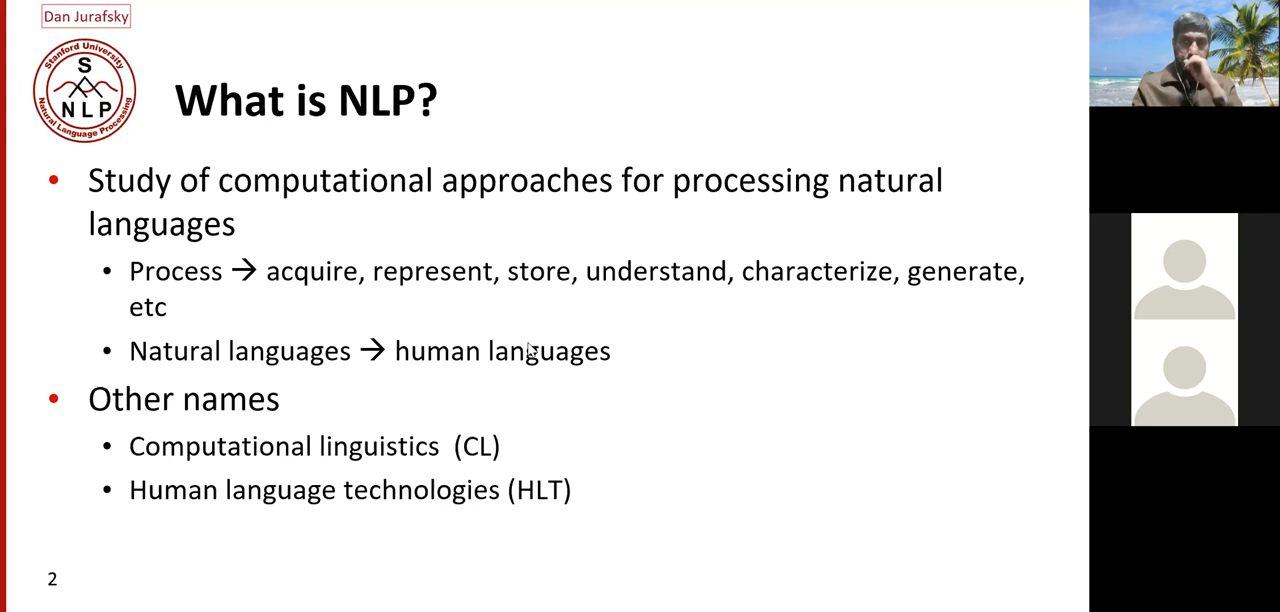 Dan Jurafsky
Stanford University
S
NLP
Natural Language Processing
What is NLP?
• Study of computational approaches for processing natural
languages
• Process → acquire, represent, store, understand, characterize, generate,
etc
• Natural languages → human languages
• Other names
• Computational linguistics (CL)
• Human language technologies (HLT)
2